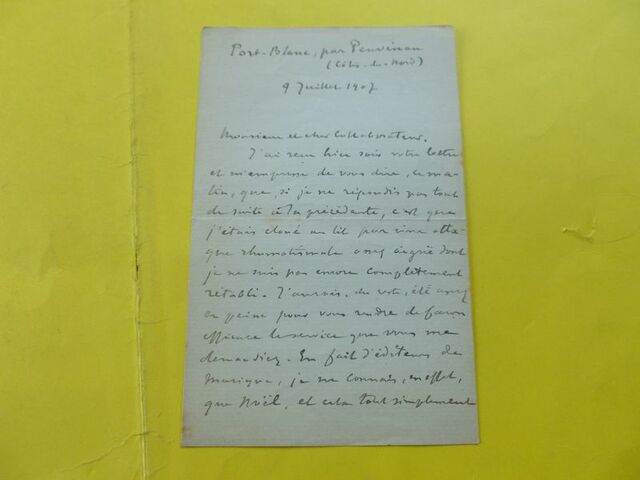 Port-Blanc, par Penvénan
(Côtes-du-Nord)
9 Juillet 1907
Monsieur et cher Collaborateur,
J'ai reçu hier soir votre lettre
et m'empresse de vous dire, ce ma-
tin, que, si je ne répondis pas tout
de suite à la précédente, c'est que
j'étais cloué au lit par une atta-
que rhumatismale assez aigüe dont
je ne suis pas encore complètement
rétabli. J'aurais, du reste, été assez
en peine pour vous rendre de façon
efficace le service que vous me
demandiez. En fait d'éditeurs de
musique, je ne connais, en effet,
que Noël, et cela tout simplement